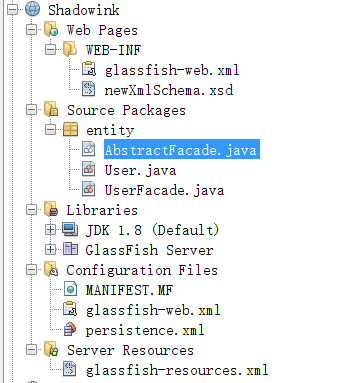 Shadowink
Web Pages
WEB-INF
glassfish-web.xml
newXmlSchema.xsd
Source Packages
entity
AbstractFacade.java
User.java
UserFacade.java
Libraries
JDK 1.8 (Default)
GlassFish Server
Configuration Files
MANIFEST.MF
glassfish-web.xml
persistence.xml
Server Resources
glassfish-resources.xml